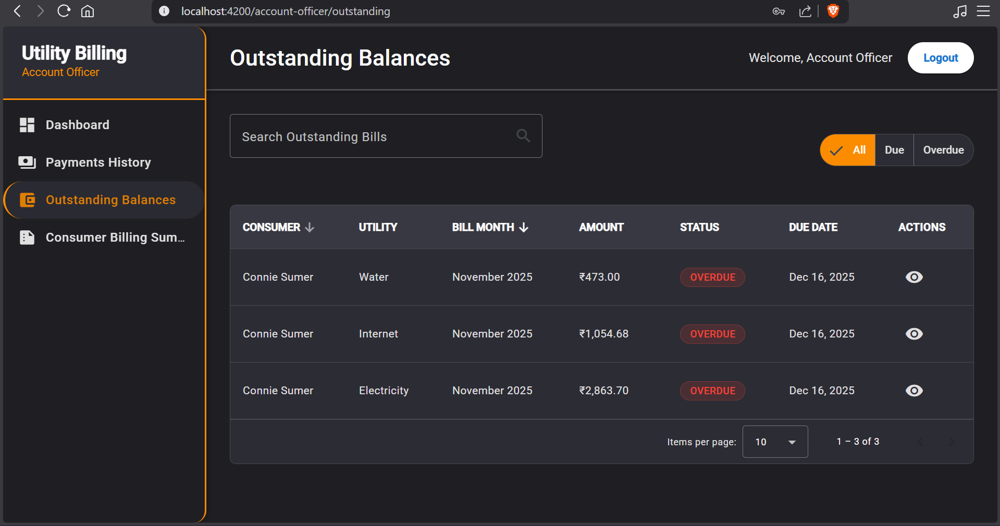 localhost:4200/account-officer/outstanding
Utility Billing
Account Officer
Dashboard
Payments History
Outstanding Balances
Consumer Billing Sum...
Outstanding Balances
Welcome, Account Officer
Logout
Search Outstanding Bills
All Due Overdue
CONSUMER UTILITY BILL MONTH AMOUNT STATUS DUE DATE ACTIONS
Connie Sumer Water November 2025 ₹473.00 OVERDUE Dec 16, 2025
Connie Sumer Internet November 2025 ₹1,054.68 OVERDUE Dec 16, 2025
Connie Sumer Electricity November 2025 ₹2,863.70 OVERDUE Dec 16, 2025
Items per page: 10 1 – 3 of 3